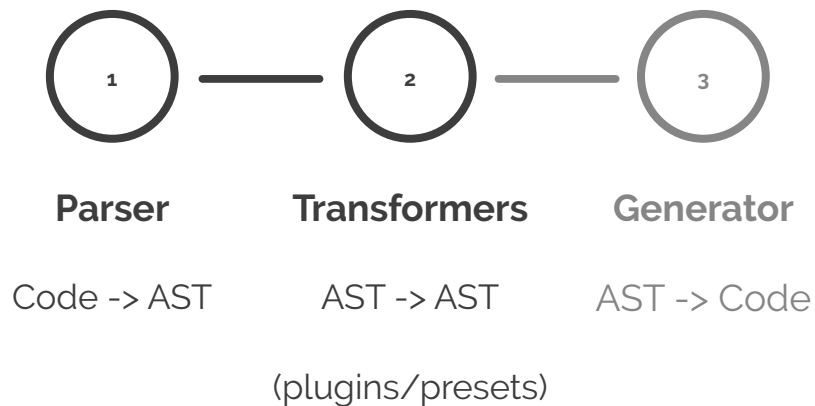 1 2 3
Parser Transformers Generator
Code -> AST AST -> AST AST -> Code
(plugins/presets)